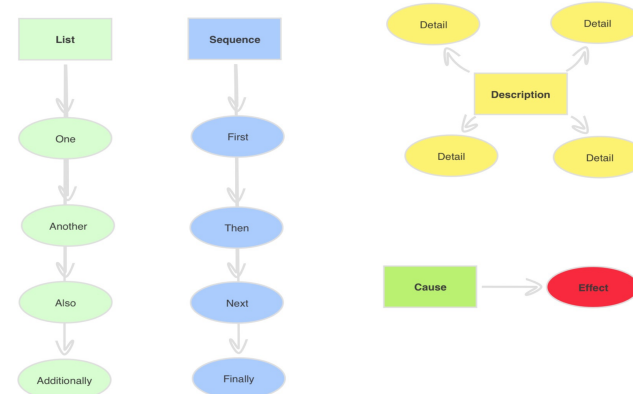 List
One
Another
Also
Additionally
Sequence
First
Then
Next
Finally
Detail
Detail
Description
Detail
Detail
Cause
Effect